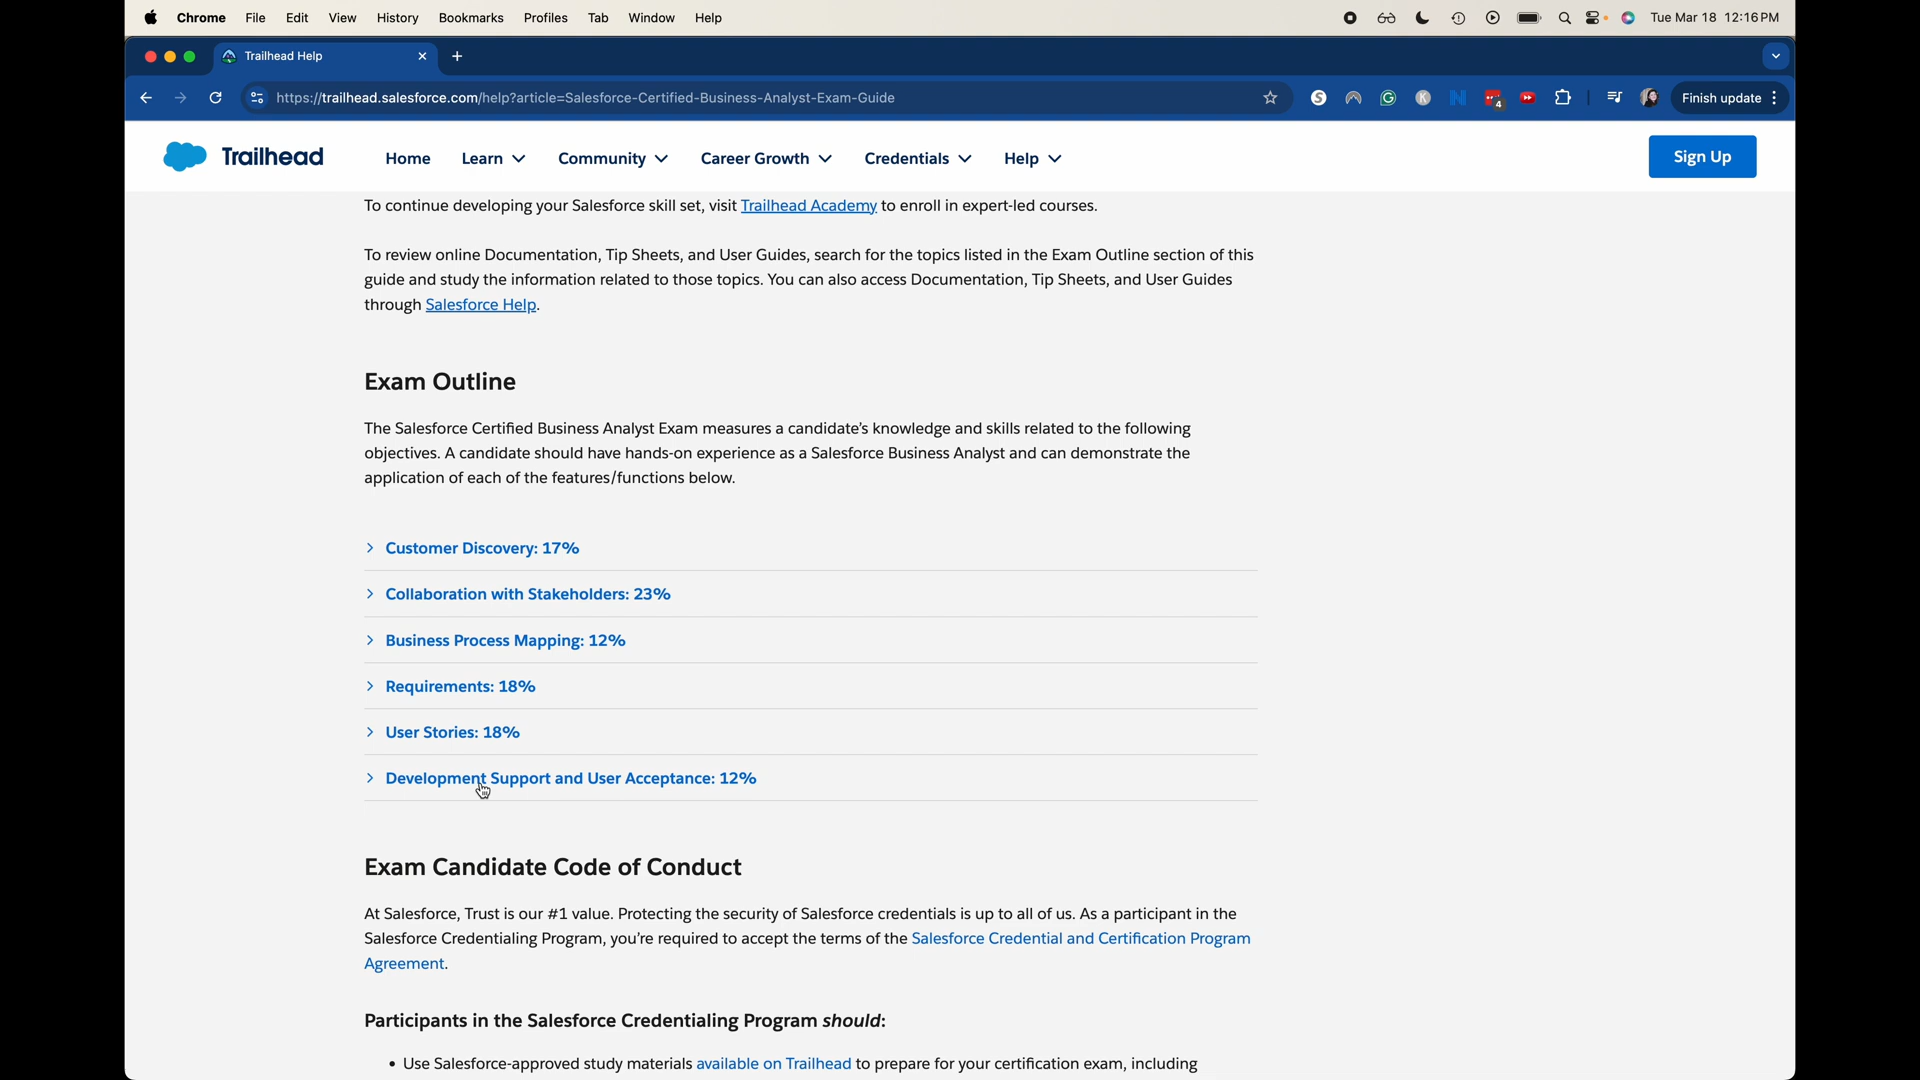 Chrome File Edit View History Bookmarks Profiles Tab Window Help Tue Mar 18 12:16 PM
Trailhead Help
https://trailhead.salesforce.com/help?article=Salesforce-Certified-Business-Analyst-Exam-Guide 4 Finish update
Trailhead Home Learn Community Career Growth Credentials Help Sign Up
To continue developing your Salesforce skill set, visit Trailhead Academy to enroll in expert-led courses.
To review online Documentation, Tip Sheets, and User Guides, search for the topics listed in the Exam Outline section of this
guide and study the information related to those topics. You can also access Documentation, Tip Sheets, and User Guides
through Salesforce Help.
Exam Outline
The Salesforce Certified Business Analyst Exam measures a candidate's knowledge and skills related to the following
objectives. A candidate should have hands-on experience as a Salesforce Business Analyst and can demonstrate the
application of each of the features/functions below.
Customer Discovery: 17%
Collaboration with Stakeholders: 23%
Business Process Mapping: 12%
Requirements: 18%
User Stories: 18%
Development Support and User Acceptance: 12%
Exam Candidate Code of Conduct
At Salesforce, Trust is our #1 value. Protecting the security of Salesforce credentials is up to all of us. As a participant in the
Salesforce Credentialing Program, you're required to accept the terms of the Salesforce Credential and Certification Program
Agreement.
Participants in the Salesforce Credentialing Program should:
• Use Salesforce-approved study materials available on Trailhead to prepare for your certification exam, including